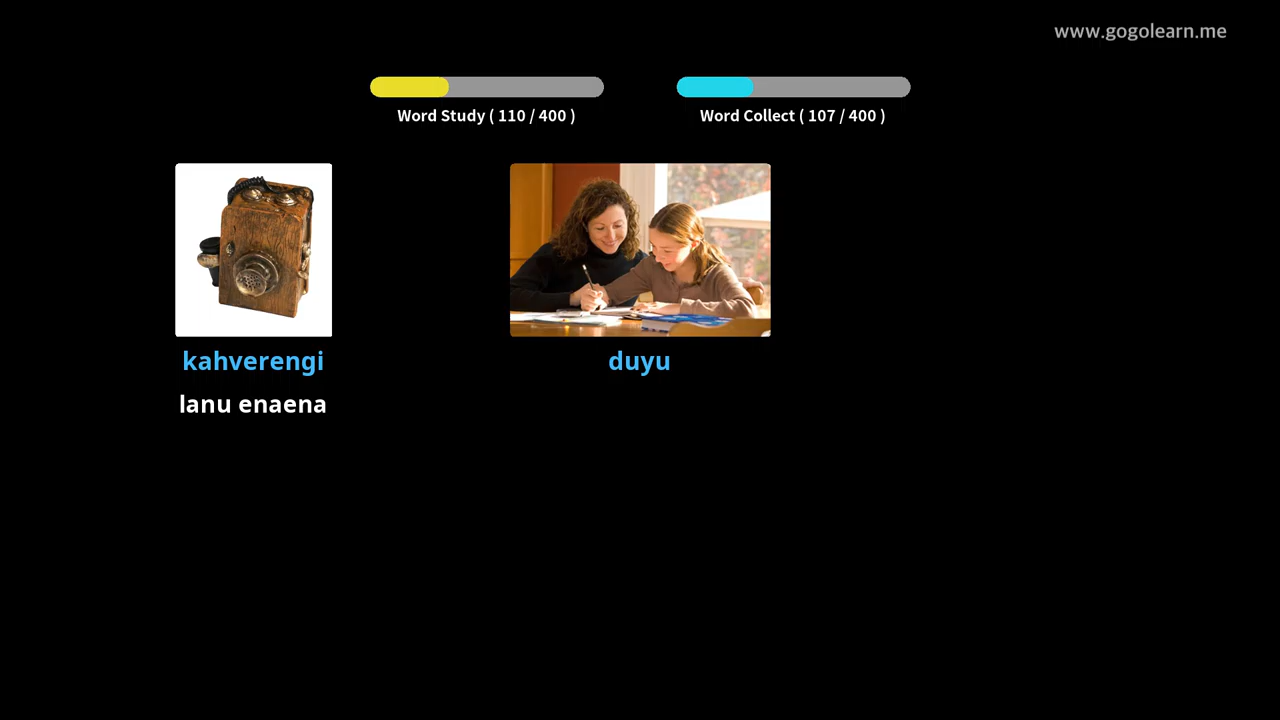 www.gogolearn.me
Word Study ( 110 / 400 )
Word Collect ( 107 / 400 )
kahverengi
duyu
lanu enaena